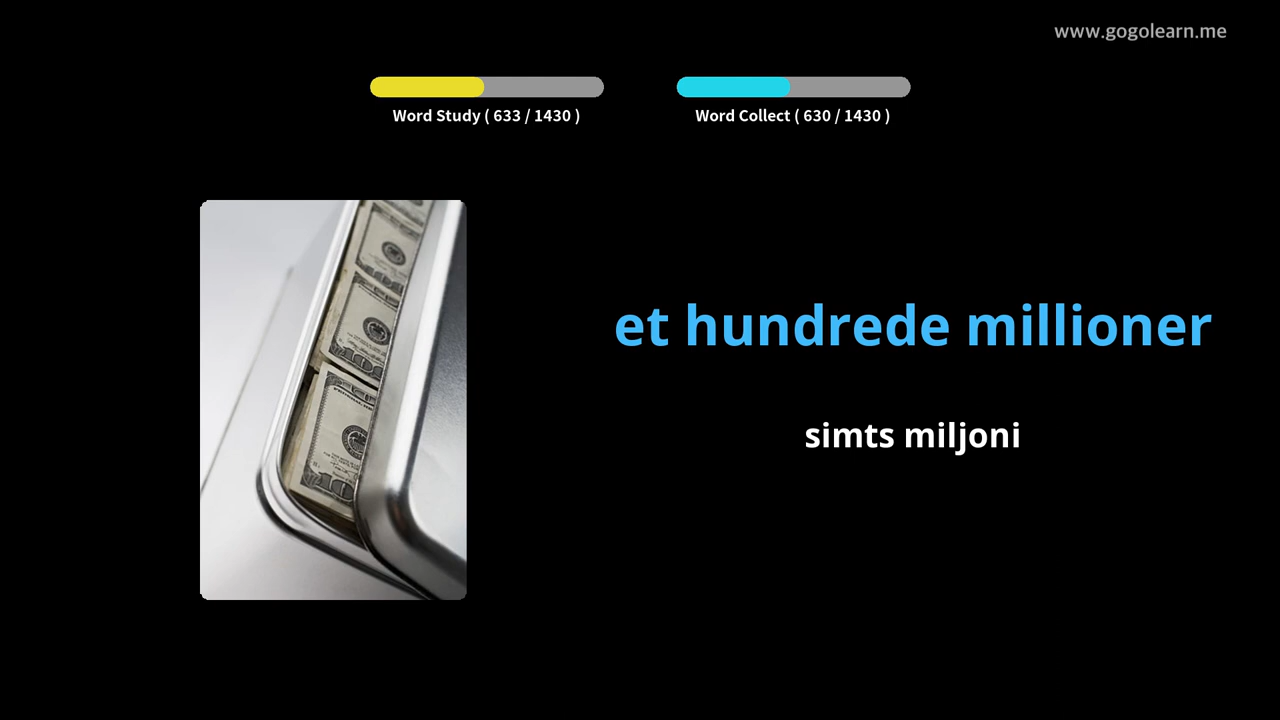 www.gogolearn.me
Word Study ( 633 / 1430 )
Word Collect ( 630 / 1430 )
et hundrede millioner
simts miljoni